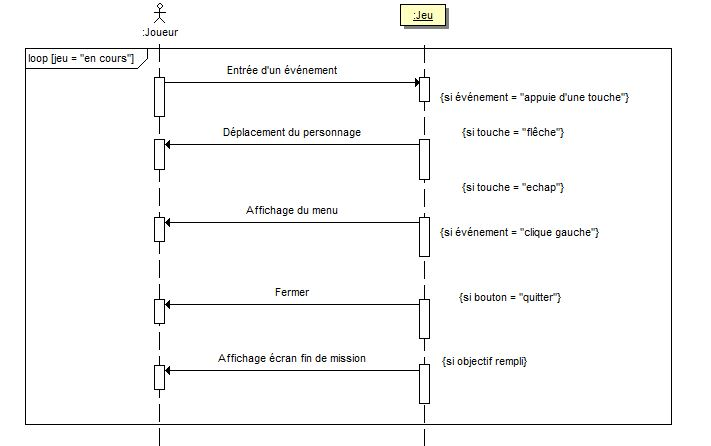 :Joueur
:Jeu
loop [jeu = "en cours"]
Entrée d'un événement
{si événement = "appuie d'une touche"}
Déplacement du personnage
{si touche = "flêche"}
{si touche = "echap"}
Affichage du menu
{si événement = "clique gauche"}
Fermer
{si bouton = "quitter"}
Affichage écran fin de mission
{si objectif rempli}